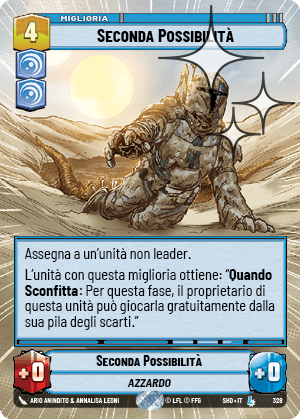 MIGLIORIA
4
SECONDA POSSIBILITÀ
Assegna a un'unità non leader.
L'unità con questa miglioria ottiene: "Quando
Sconfitta: Per questa fase, il proprietario di
questa unità può giocarla gratuitamente dalla
sua pila degli scarti."
SECONDA POSSIBILITÀ
+0
AZZARDO
+0
ARIO ANINDITO & ANNALISA LEONI
© LFL © FFG
SHD • IT
328